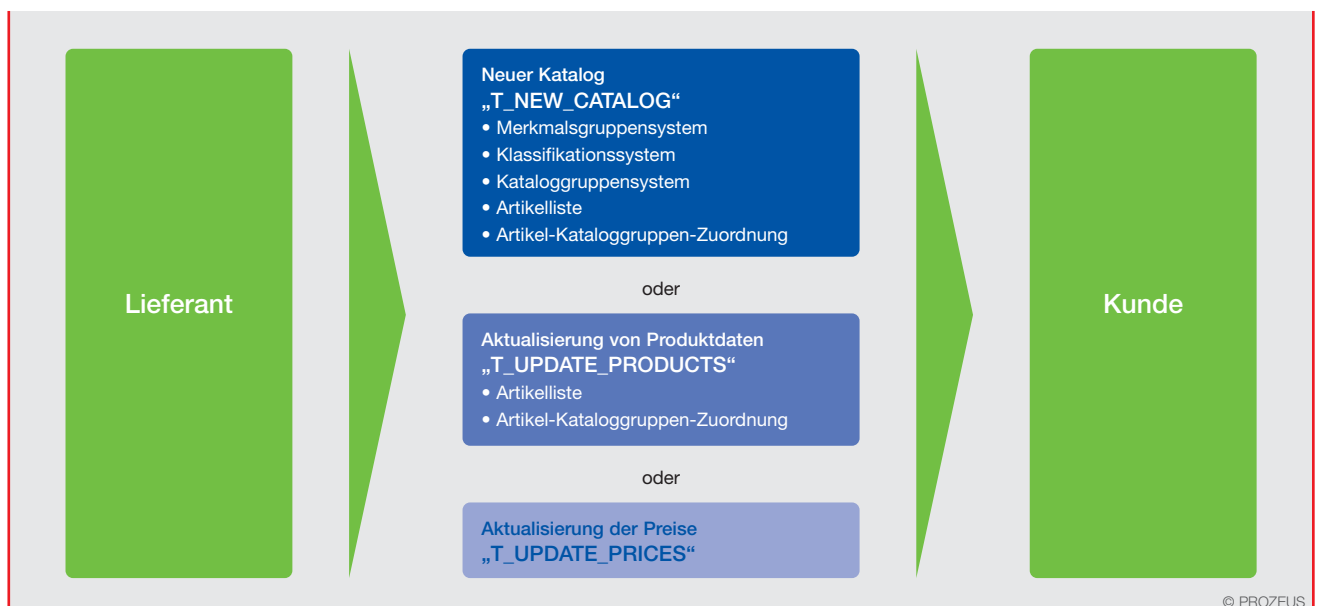 Lieferant
Neuer Katalog
„T_NEW_CATALOG“
• Merkmalsgruppensystem
• Klassifikationssystem
• Kataloggruppensystem
• Artikelliste
• Artikel-Kataloggruppen-Zuordnung
oder
Aktualisierung von Produktdaten
„T_UPDATE_PRODUCTS“
• Artikelliste
• Artikel-Kataloggruppen-Zuordnung
oder
Aktualisierung der Preise
„T_UPDATE_PRICES“
Kunde
© PROZEUS